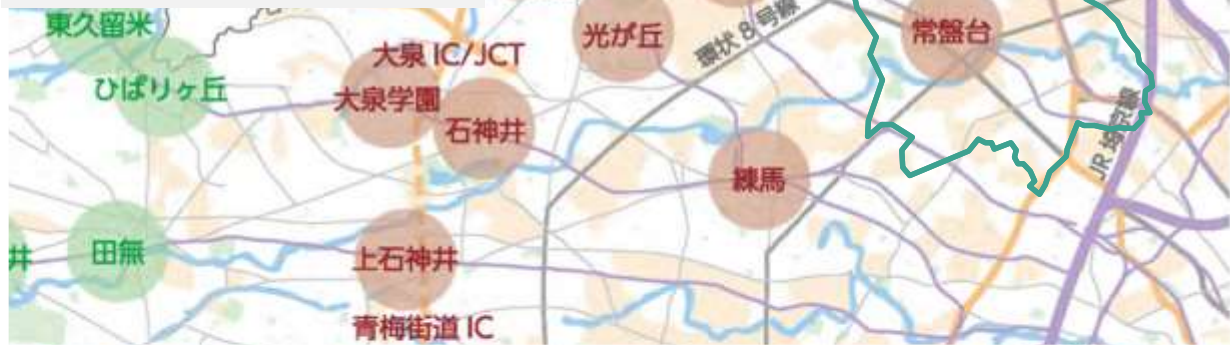 東久留米
ひばりヶ丘
大泉 IC/JCT
大泉学園
石神井
光が丘
環状8号線
常盤台
練馬
JR 埼京線
井
田無
上石神井
青梅街道 IC